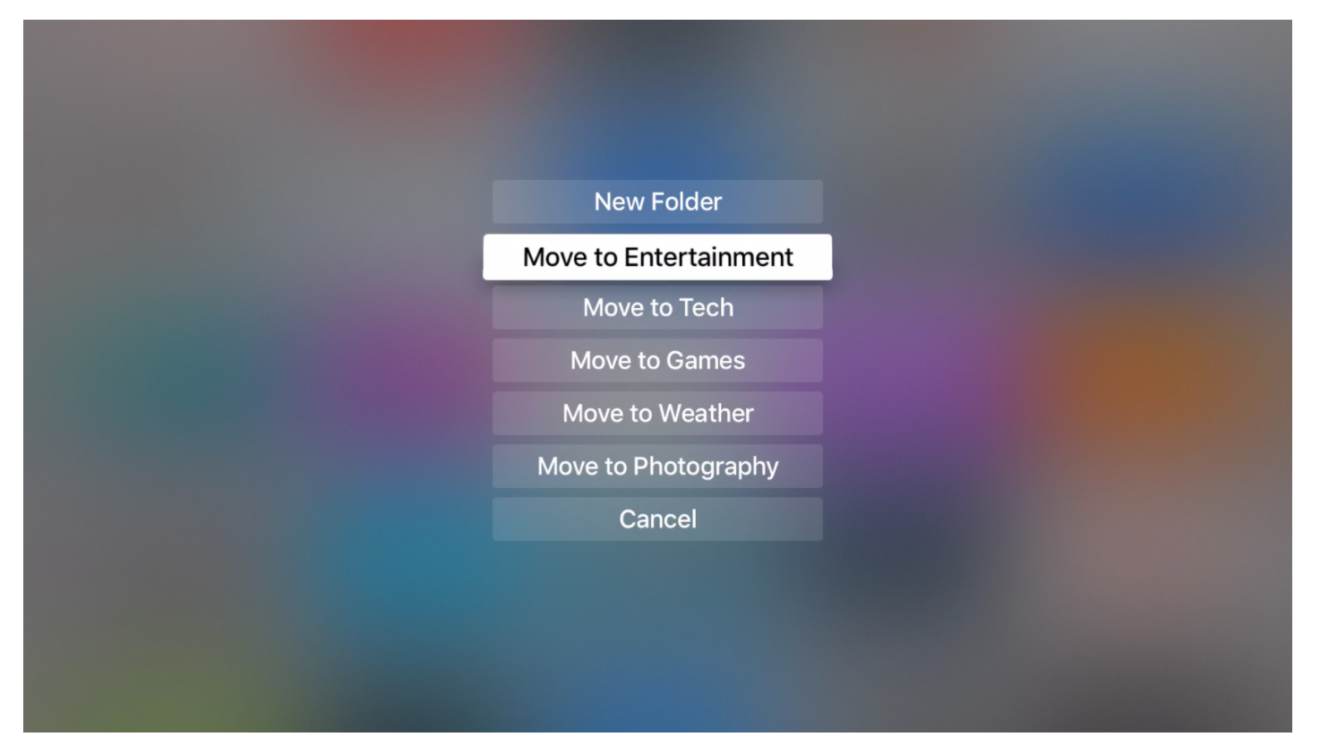 New Folder
Move to Entertainment
Move to Tech
Move to Games
Move to Weather
Move to Photography
Cancel